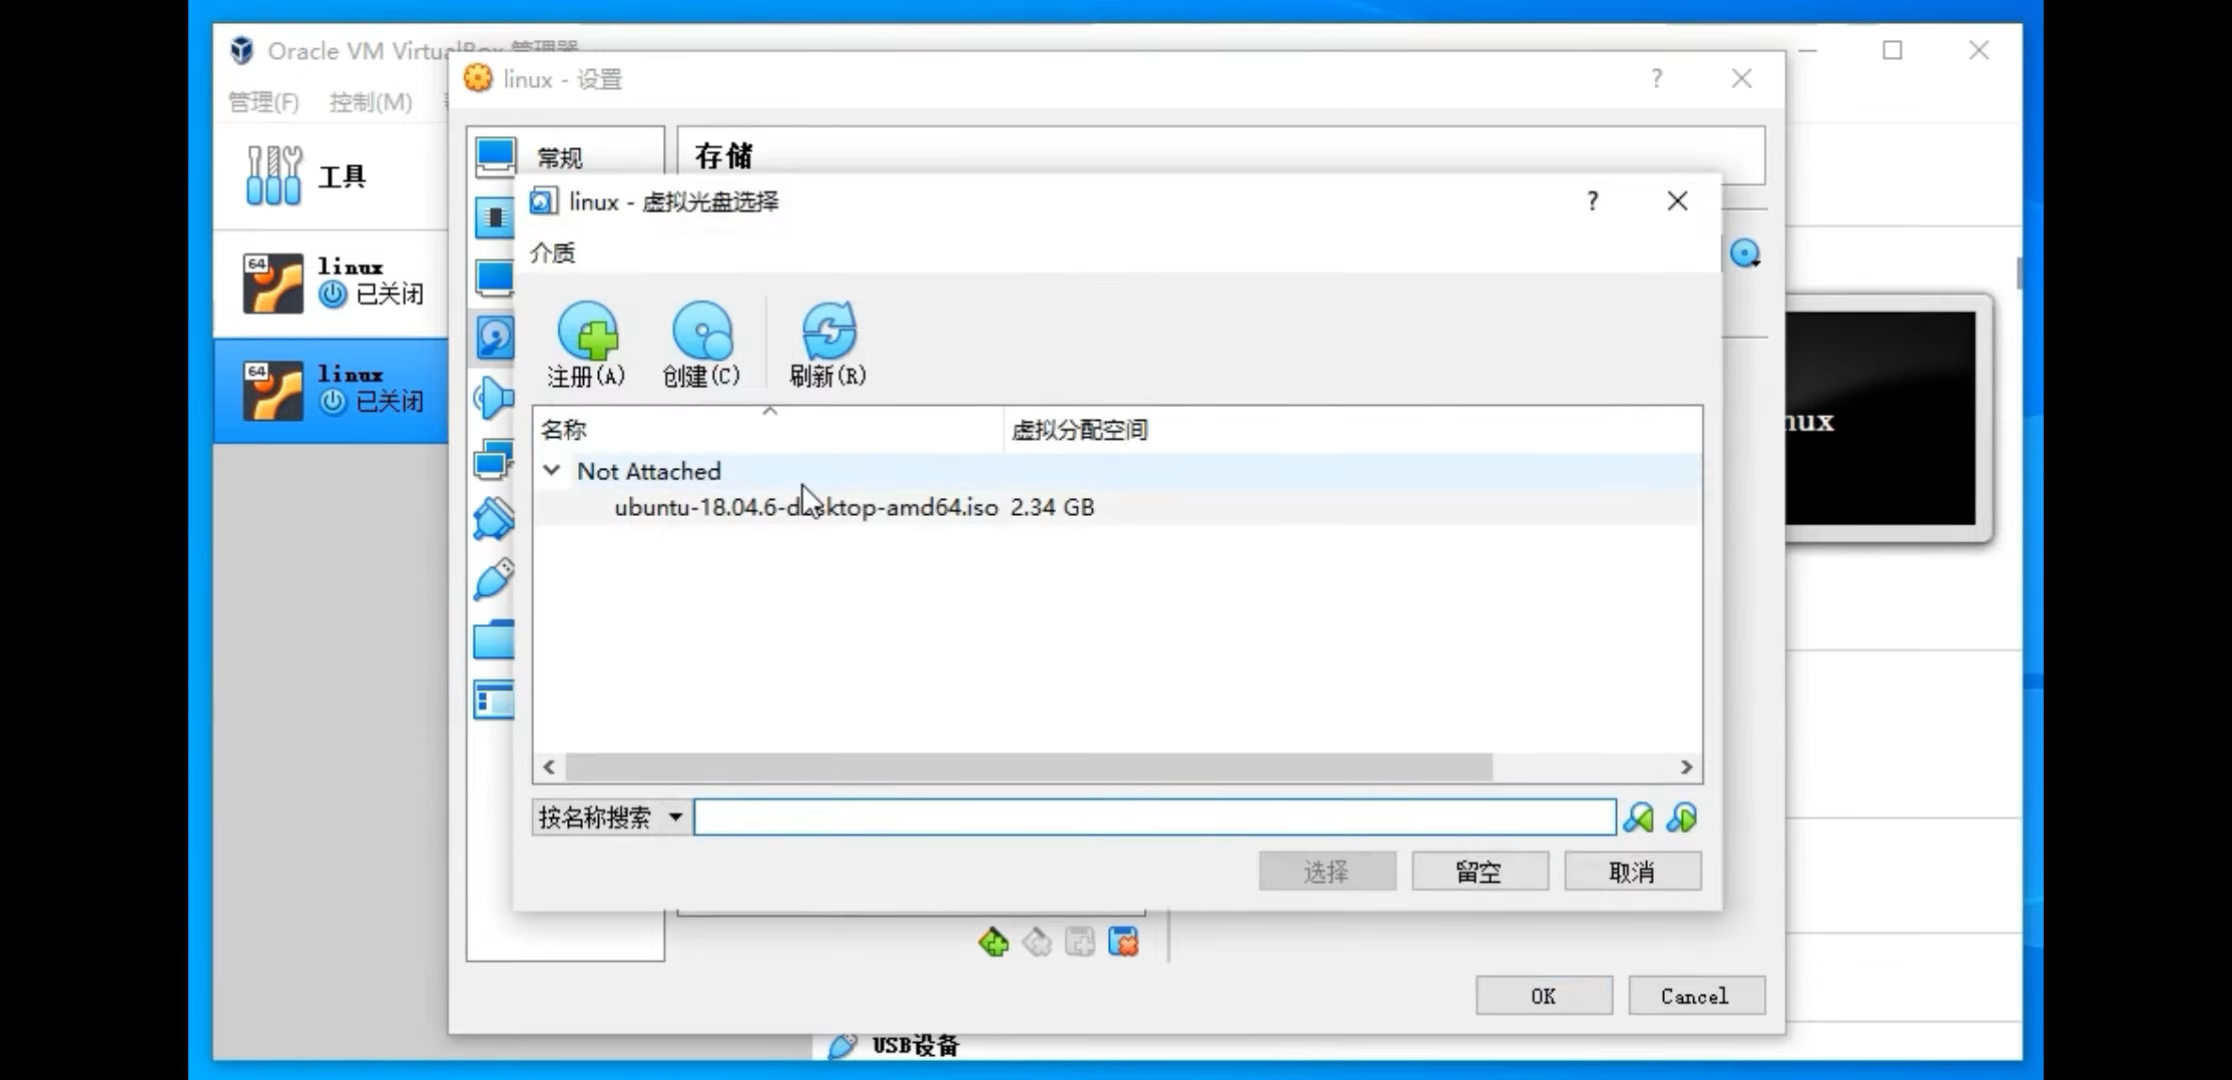 Oracle VM VirtualBox 管理器
管理(F) 控制(M)
linux - 设置
工具
常规
存储
linux - 虚拟光盘选择
介质
64
linux
已关闭
64
linux
已关闭
注册(A) 创建(C) 刷新(R)
名称 虚拟分配空间
Not Attached
ubuntu-18.04.6-desktop-amd64.iso 2.34 GB
nux
按名称搜索
选择 留空 取消
OK Cancel
USB设备